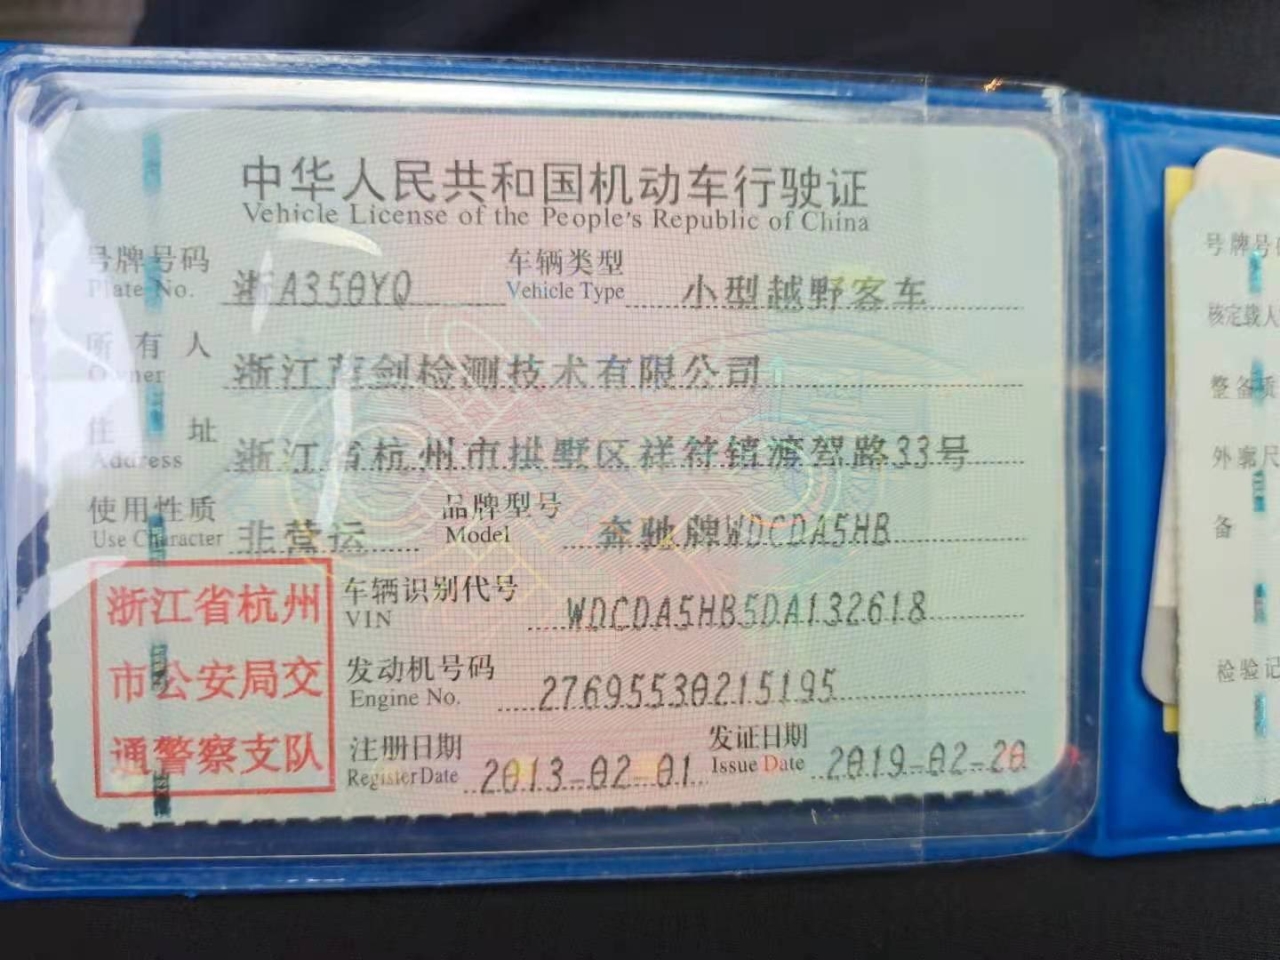 中华人民共和国机动车行驶证
Vehicle License of the People's Republic of China
号牌号码 浙A350YQ 车辆类型 小型越野客车
Plate No. Vehicle Type
所有人 浙江菲剑检测技术有限公司
Owner
住址 浙江省杭州市拱墅区祥符镇湾驾路33号
Address
使用性质 非营运 品牌型号 奔驰牌WDCDA5HB
Use Character Model
浙江省杭州
市公安局交
通警察支队
车辆识别代号 WDCDA5HB5DA132618
VIN
发动机号码 27695530215195
Engine No.
注册日期 2013-02-01 发证日期 2019-02-20
Register Date Issue Date
号牌号
核定载人
整备质
外廓尺
备
检验记